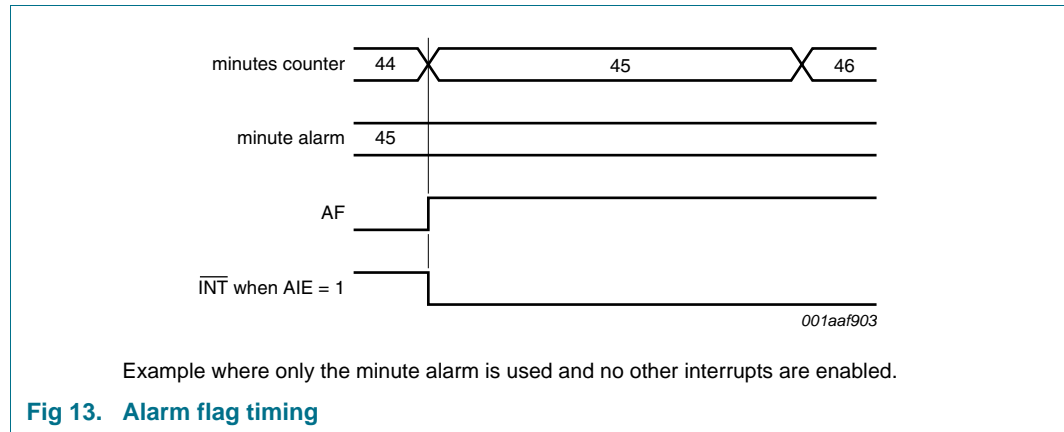 minutes counter 44 45 46
minute alarm 45
AF
INT when AIE = 1
001aaf903
Example where only the minute alarm is used and no other interrupts are enabled.
Fig 13. Alarm flag timing